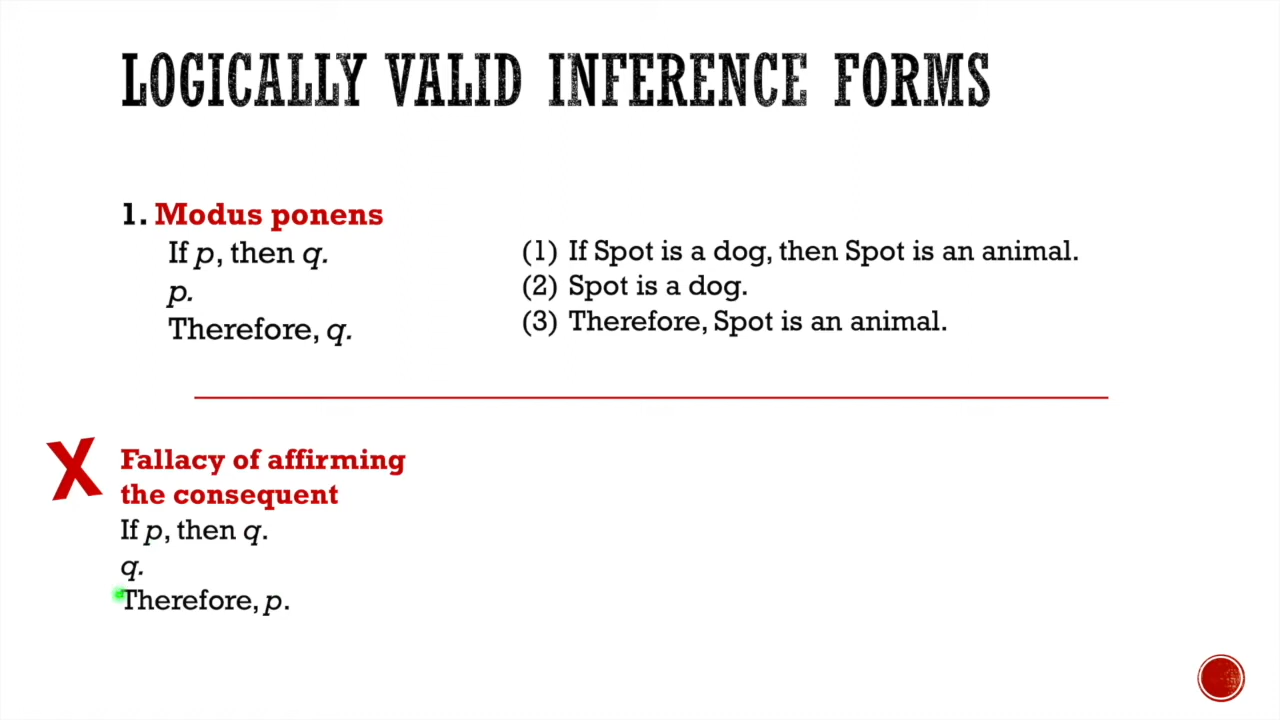 LOGICALLY VALID INFERENCE FORMS
1. Modus ponens
If p, then q.
p.
Therefore, q.
(1) If Spot is a dog, then Spot is an animal.
(2) Spot is a dog.
(3) Therefore, Spot is an animal.
X
Fallacy of affirming
the consequent
If p, then q.
q.
Therefore, p.